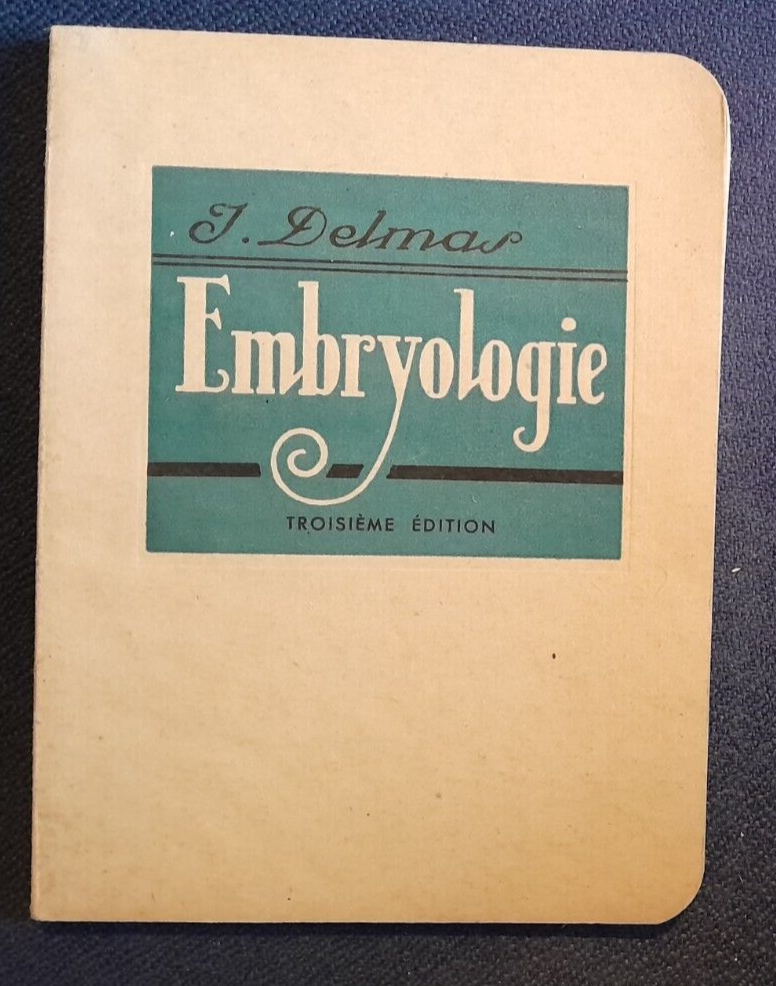 J. Delmas
Embryologie
TROISIÈME ÉDITION